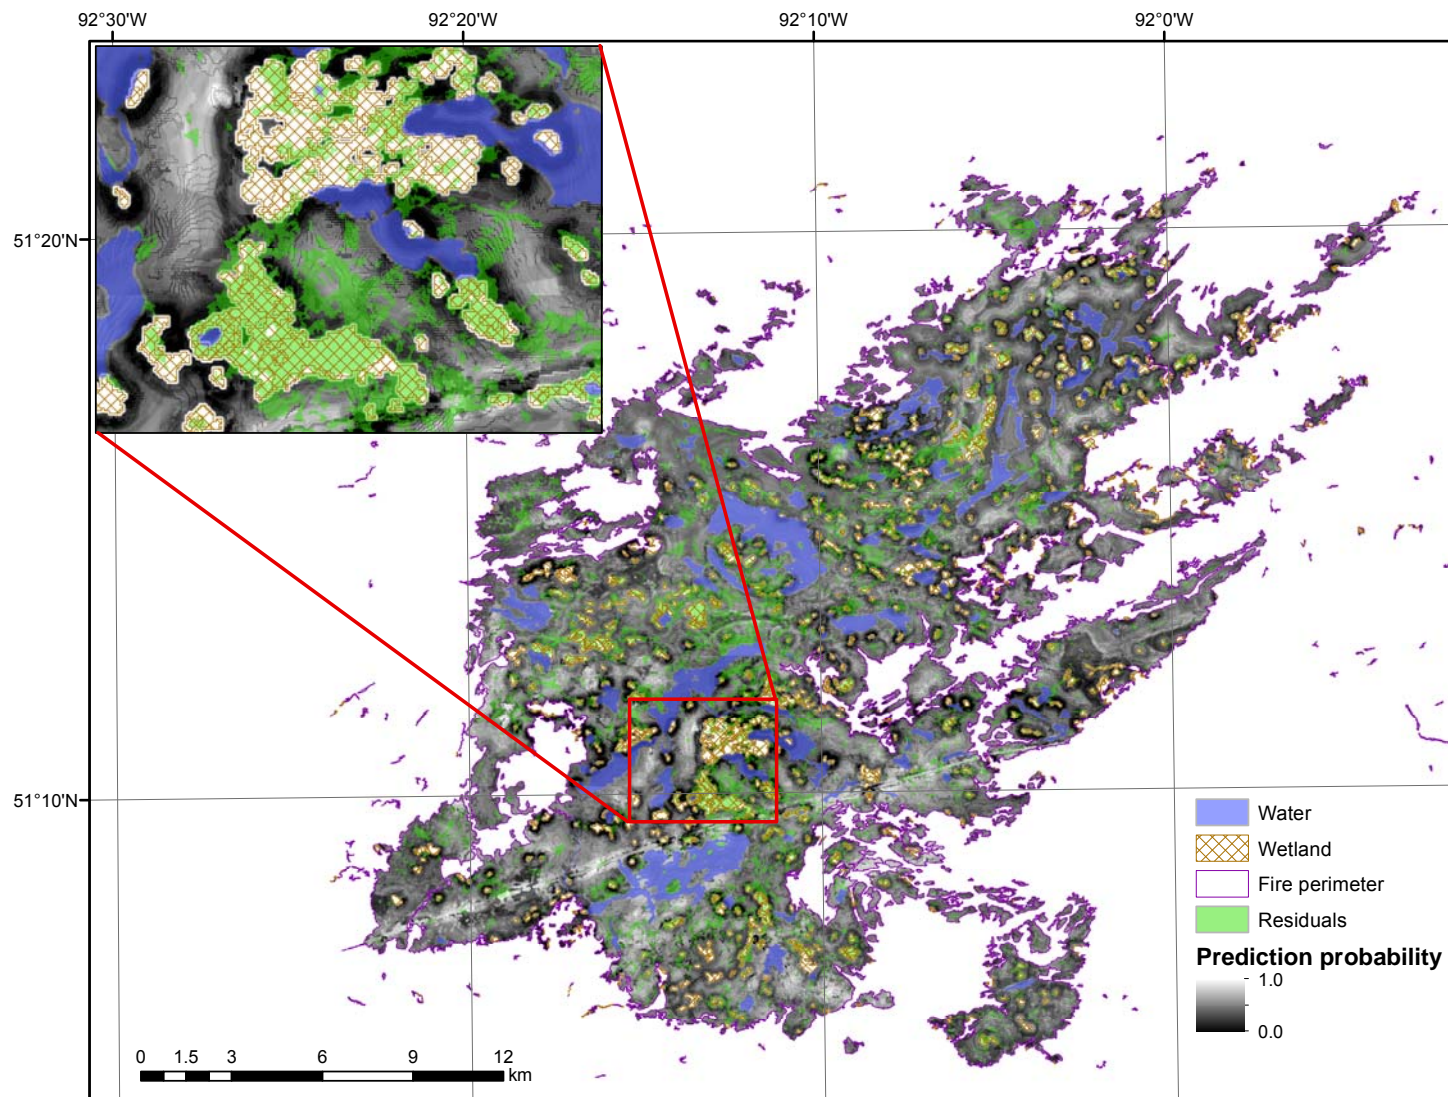 92°30'W 92°20'W 92°10'W 92°0'W
51°20'N
51°10'N
Water
Wetland
Fire perimeter
Residuals
Prediction probability
1.0
0.0
0 1.5 3 6 9 12
km